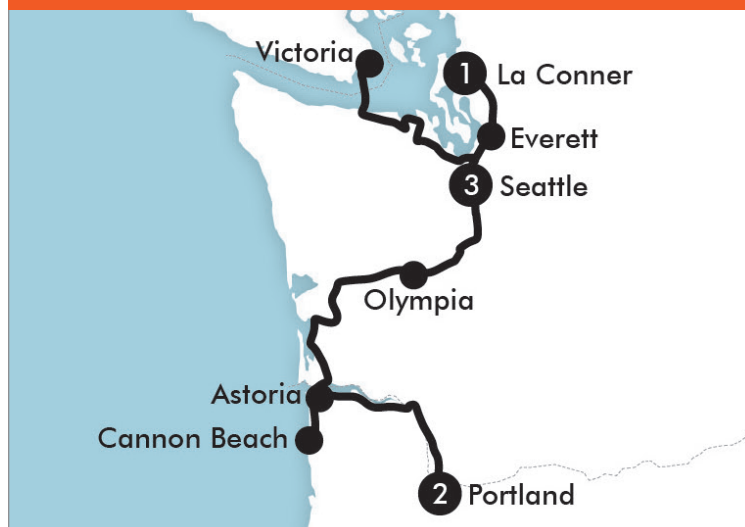 Victoria
1 La Conner
Everett
3 Seattle
Olympia
Astoria
Cannon Beach
2 Portland